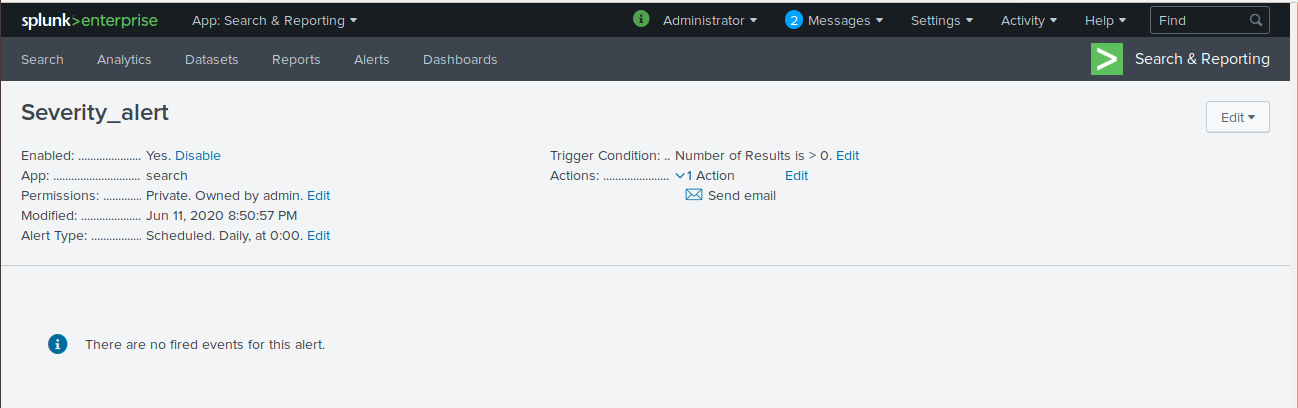 splunk>enterprise App: Search & Reporting ▾ i Administrator ▾ 2 Messages ▾ Settings ▾ Activity ▾ Help ▾ Find
Search Analytics Datasets Reports Alerts Dashboards > Search & Reporting
Severity_alert Edit ▾
Enabled: ..................... Yes. Disable Trigger Condition: .. Number of Results is > 0. Edit
App: ............................. search Actions: ...................... 1 Action Edit
Permissions: ............. Private. Owned by admin. Edit Send email
Modified: .................... Jun 11, 2020 8:50:57 PM
Alert Type: ................. Scheduled. Daily, at 0:00. Edit
i There are no fired events for this alert.